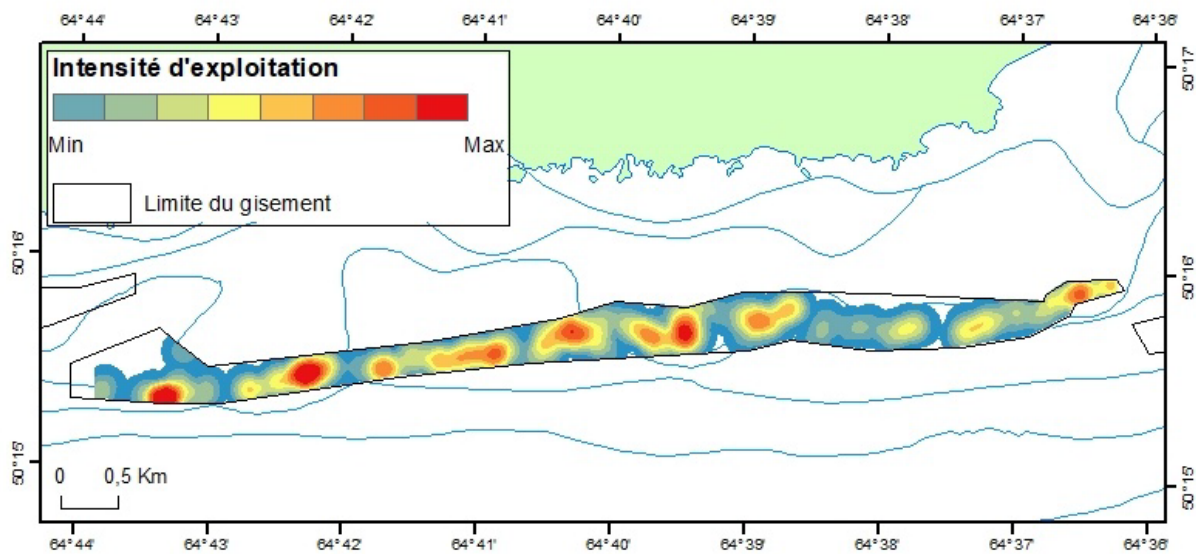 64°44' 64°43' 64°42' 64°41' 64°40' 64°39' 64°38' 64°37' 64°36'
Intensité d'exploitation
Min Max
Limite du gisement
50°17'
50°16' 50°16'
50°15' 50°15'
0 0,5 Km
64°44' 64°43' 64°42' 64°41' 64°40' 64°39' 64°38' 64°37' 64°36'